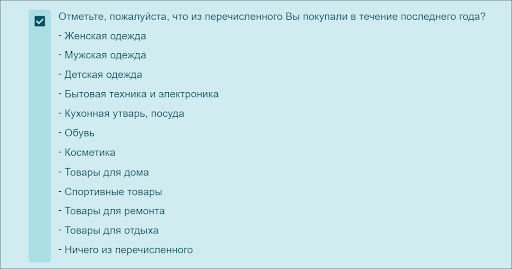 Отметьте, пожалуйста, что из перечисленного Вы покупали в течение последнего года?
- Женская одежда
- Мужская одежда
- Детская одежда
- Бытовая техника и электроника
- Кухонная утварь, посуда
- Обувь
- Косметика
- Товары для дома
- Спортивные товары
- Товары для ремонта
- Товары для отдыха
- Ничего из перечисленного